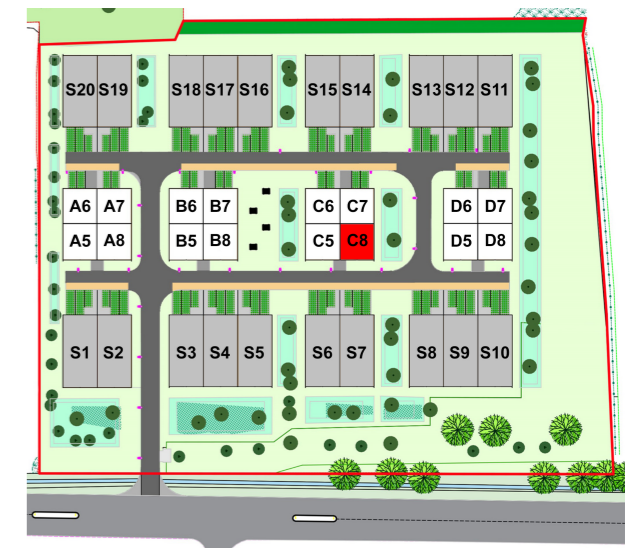 S20 S19 S18 S17 S16 S15 S14 S13 S12 S11
A6 A7 B6 B7 C6 C7 D6 D7
A5 A8 B5 B8 C5 C8 D5 D8
S1 S2 S3 S4 S5 S6 S7 S8 S9 S10